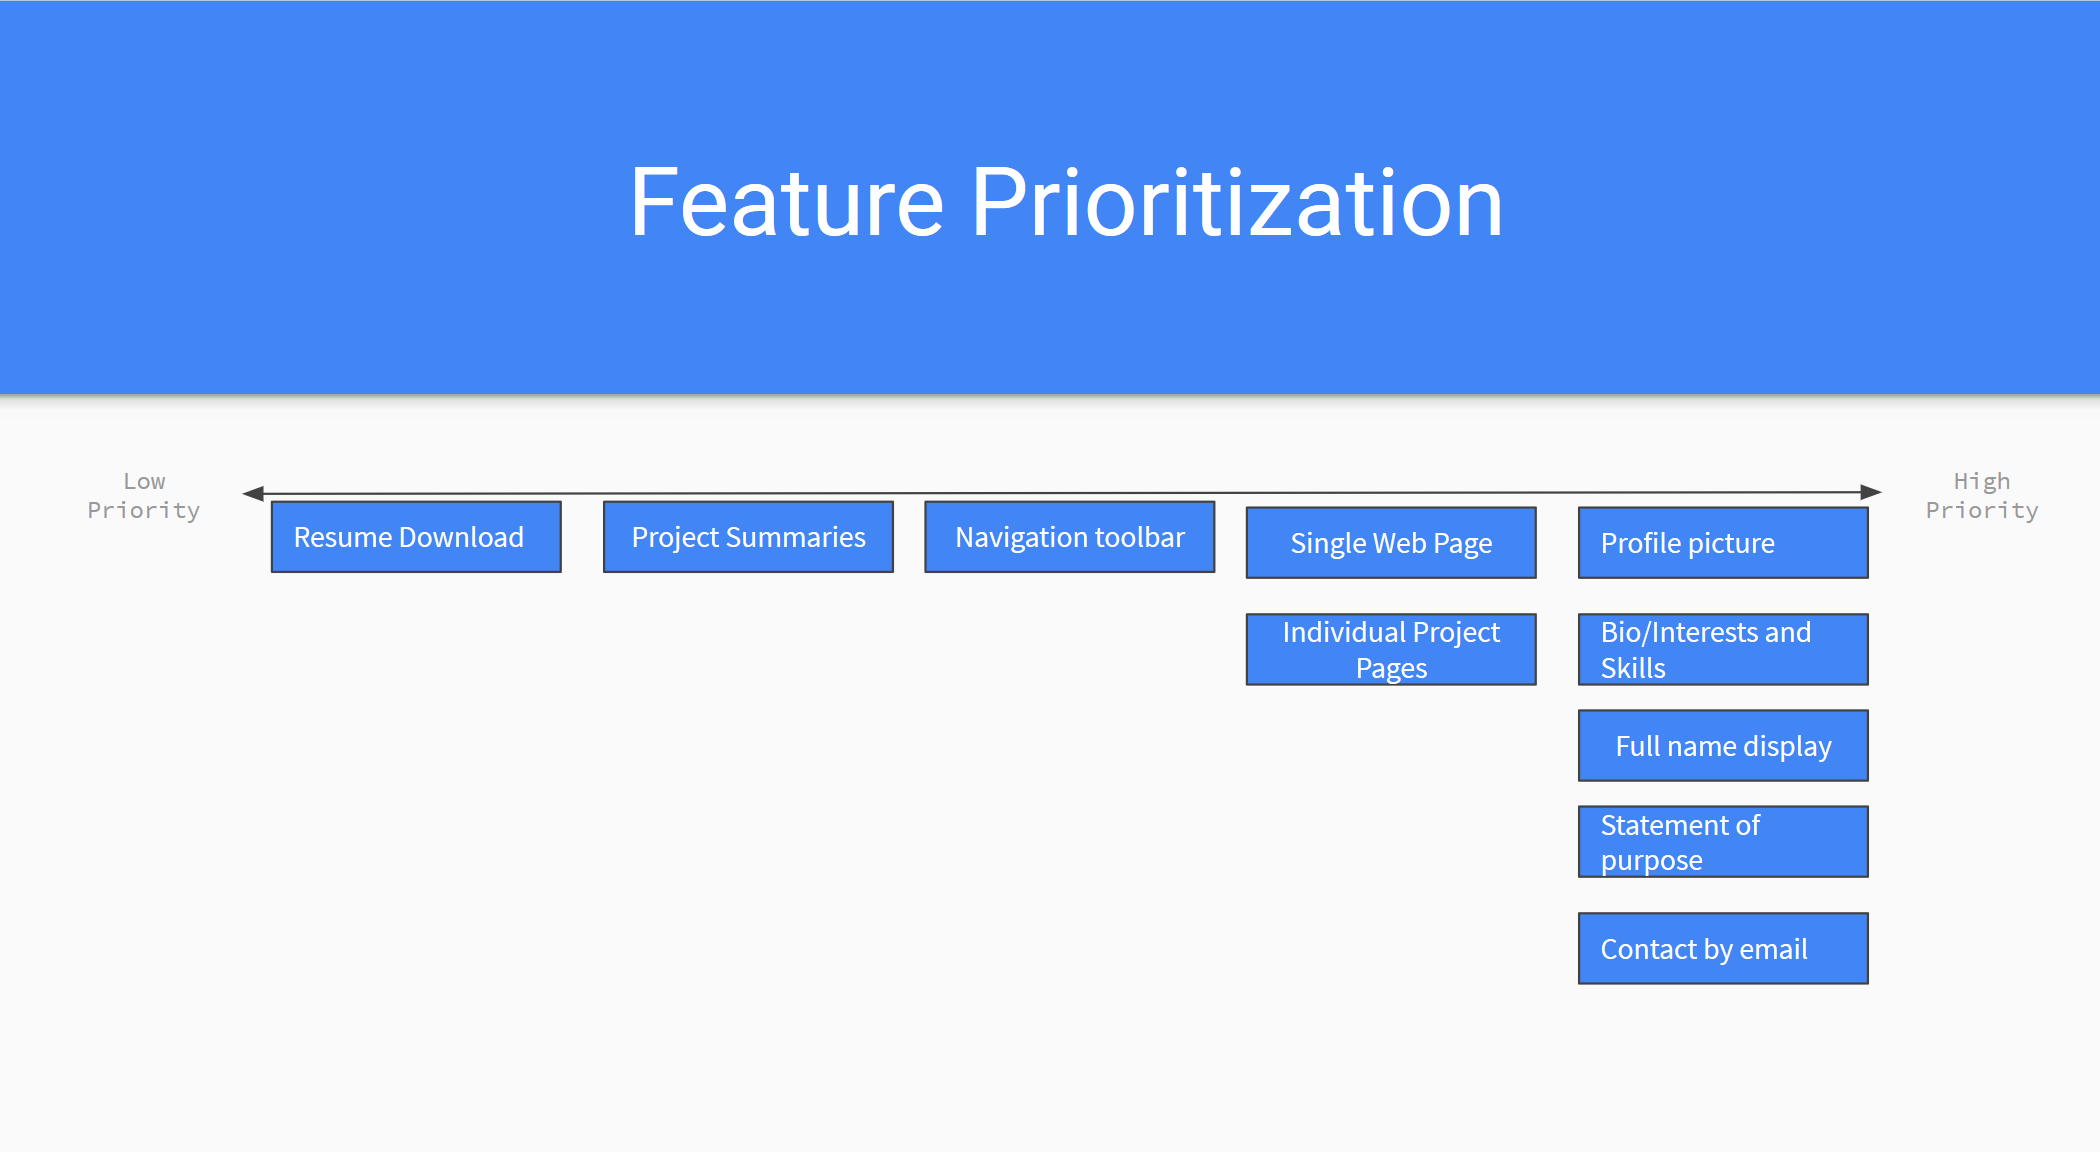 Feature Prioritization
Low
Priority
High
Priority
Resume Download
Project Summaries
Navigation toolbar
Single Web Page
Profile picture
Individual Project
Pages
Bio/Interests and
Skills
Full name display
Statement of
purpose
Contact by email